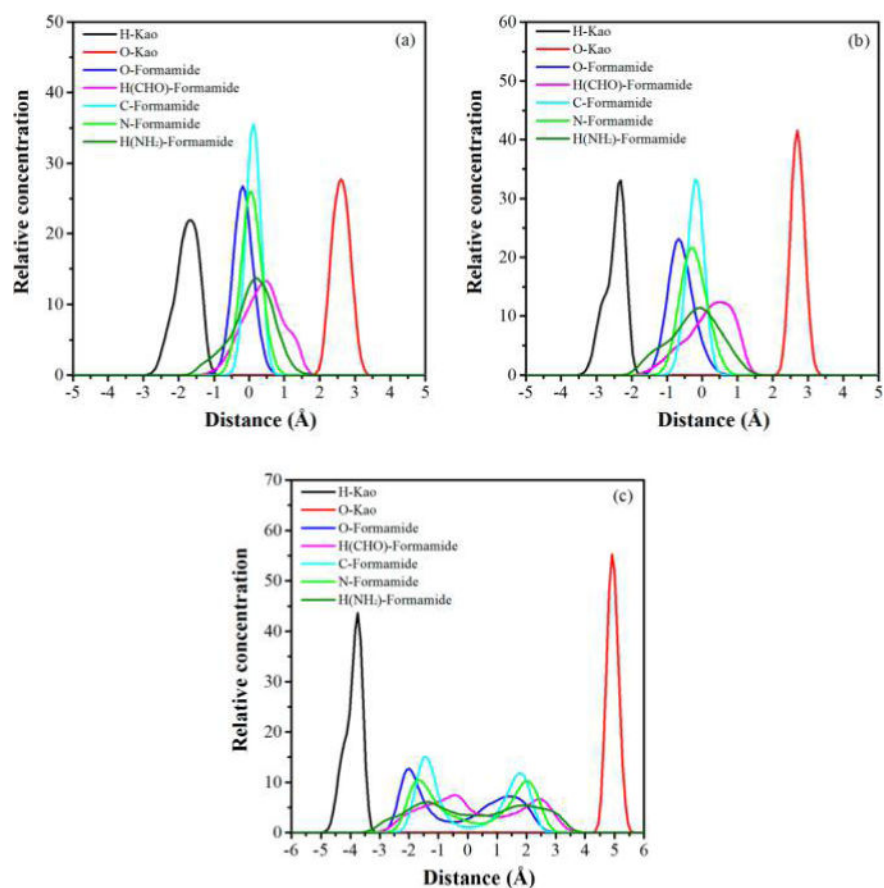 (a)
H-Kao
O-Kao
O-Formamide
H(CHO)-Formamide
C-Formamide
N-Formamide
H(NH₂)-Formamide
Relative concentration
50
40
30
20
10
0
-5 -4 -3 -2 -1 0 1 2 3 4 5
Distance (Å)
(b)
H-Kao
O-Kao
O-Formamide
H(CHO)-Formamide
C-Formamide
N-Formamide
H(NH₂)-Formamide
Relative concentration
60
50
40
30
20
10
0
-5 -4 -3 -2 -1 0 1 2 3 4 5
Distance (Å)
(c)
H-Kao
O-Kao
O-Formamide
H(CHO)-Formamide
C-Formamide
N-Formamide
H(NH₂)-Formamide
Relative concentration
70
60
50
40
30
20
10
0
-6 -5 -4 -3 -2 -1 0 1 2 3 4 5 6
Distance (Å)